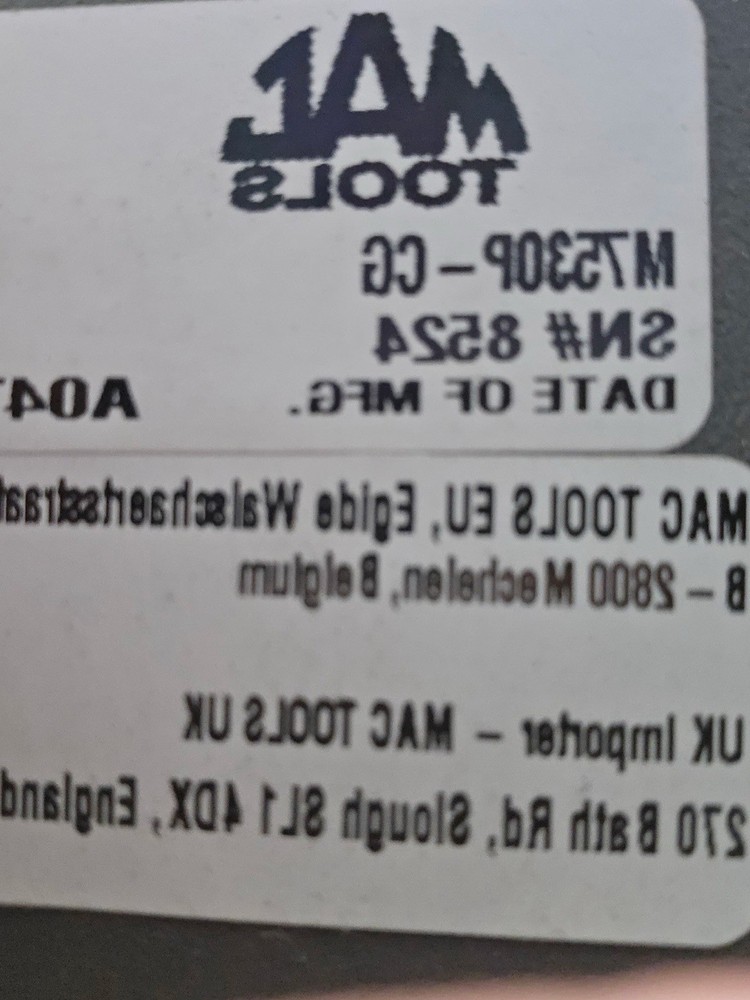 MAC
TOOLS
M7530P-CG
SN# 8524
DATE OF MFG. A04
MAC TOOLS EU, Egide Walschaertsstraat
B - 2800 Mechelen, Belgium
UK Importer - MAC TOOLS UK
270 Bath Rd, Slough SL1 4DX, England